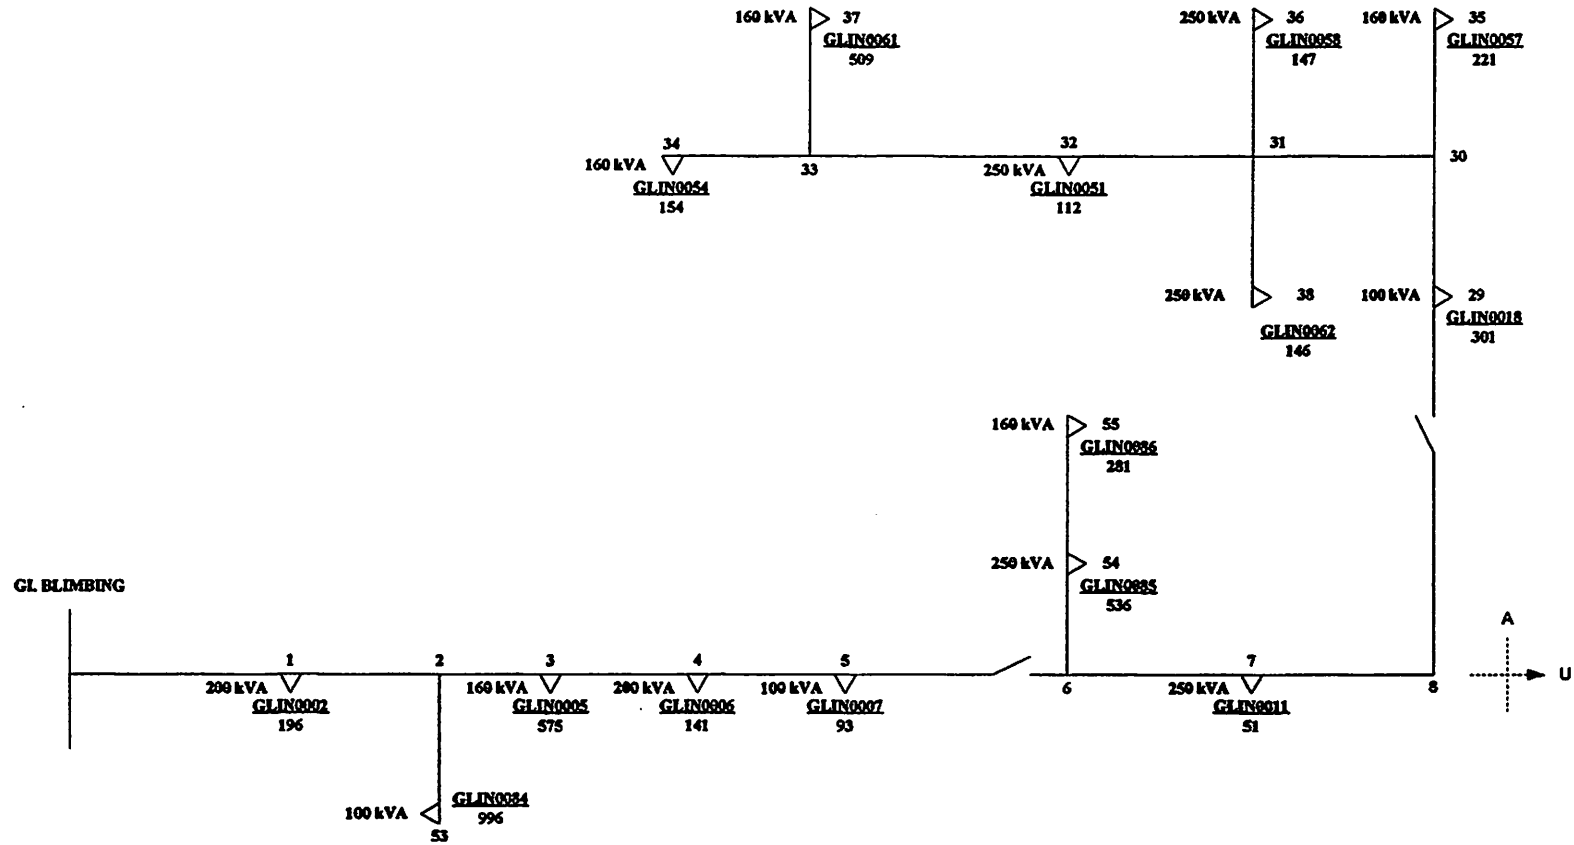 160 kVA 37
GLIN0061
509
250 kVA 36
GLIN0058
147
160 kVA 35
GLIN0057
221
34
160 kVA
GLIN0054
154
33
32
250 kVA
GLIN0051
112
31
30
250 kVA 38
GLIN0062
146
100 kVA 29
GLIN0018
301
160 kVA 55
GLIN0086
281
250 kVA 54
GLIN0085
536
GI. BLIMBING
1
200 kVA
GLIN0002
196
2
3
160 kVA
GLIN0005
575
4
200 kVA
GLIN0006
141
5
100 kVA
GLIN0007
93
6
7
250 kVA
GLIN0011
51
8
A
U
100 kVA
GLIN0084
996
53